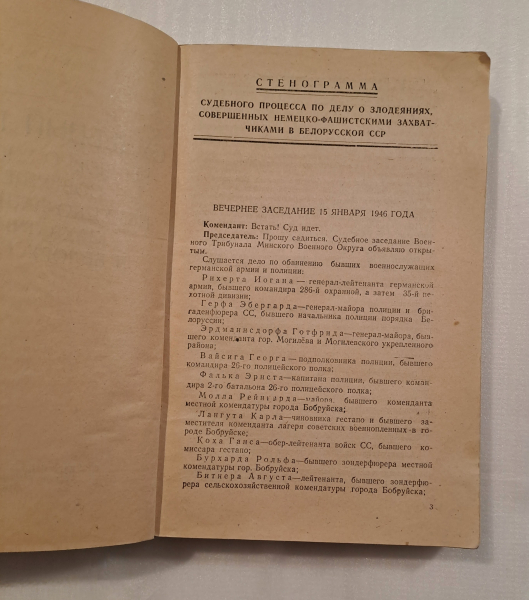 СТЕНОГРАММА
СУДЕБНОГО ПРОЦЕССА ПО ДЕЛУ О ЗЛОДЕЯНИЯХ,
СОВЕРШЕННЫХ НЕМЕЦКО-ФАШИСТСКИМИ ЗАХВАТ-
ЧИКАМИ В БЕЛОРУССКОЙ ССР
ВЕЧЕРНЕЕ ЗАСЕДАНИЕ 15 ЯНВАРЯ 1946 ГОДА
Комендант: Встать! Суд идет.
Председатель: Прошу садиться. Судебное заседание Воен-
ного Трибунала Минского Военного Округа объявляю откры-
тым.
Слушается дело по обвинению бывших военнослужащих
германской армии и полиции:
Рихерта Иогана—генерал-лейтенанта германской
армии, бывшего командира 286-й охранной, а затем 35-й пе-
хотной дивизии;
Герфа Эбергарда—генерал-майора полиции и бри-
гаденфюрера СС, бывшего начальника полиции порядка Бе-
лоруссии;
Эрдмансдорфа Готфрида—генерал-майора, быв-
шего коменданта гор. Могилёва и Могилевского укрепленного
района;
Вайсига Георга—подполковника полиции, бывшего
командира 26-го полицейского полка;
Фалька Эрнста—капитана полиции, бывшего коман-
дира 2-го батальона 26-го полицейского полка;
Молла Рейнгарда—майора, бывшего коменданта
местной комендатуры города Бобруйска;
Лангута Карла—чиновника гестапо и бывшего за-
местителя коменданта лагеря советских военнопленных в го-
роде Бобруйске;
Коха Ганса—обер-лейтенанта войск СС, бывшего ко-
миссара гестапо;
Бурхарда Рольфа—бывшего зондерфюрера местной
комендатуры гор. Бобруйска;
Битнера Августа—лейтенанта, бывшего зондерфю-
рера сельскохозяйственной комендатуры города Бобруйска;
3